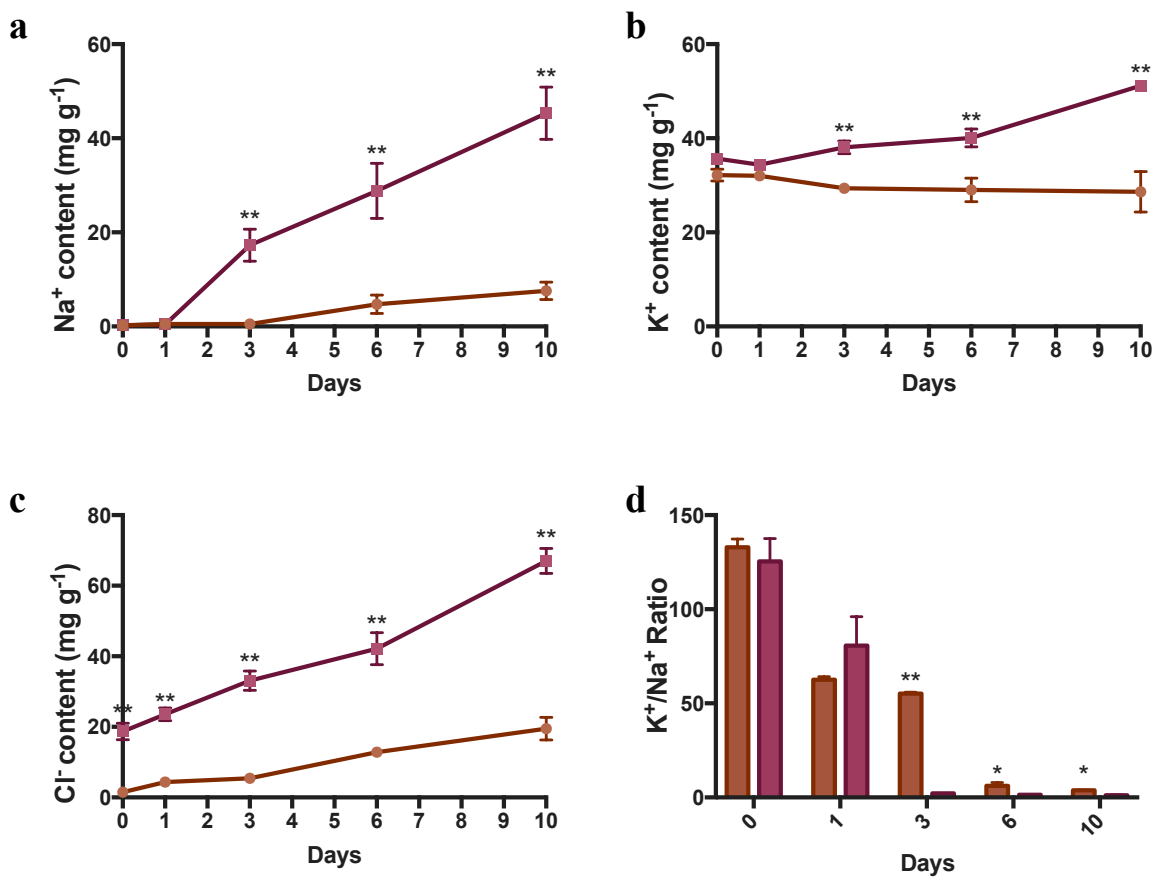 a
Na⁺ content (mg g⁻¹)
60
40
20
0
**
**
**
0 1 2 3 4 5 6 7 8 9 10
Days
b
K⁺ content (mg g⁻¹)
60
40
20
0
**
**
**
0 1 2 3 4 5 6 7 8 9 10
Days
c
Cl⁻ content (mg g⁻¹)
80
60
40
20
0
**
**
**
**
**
0 1 2 3 4 5 6 7 8 9 10
Days
d
K⁺/Na⁺ Ratio
150
100
50
0
**
*
*
0 1 3 6 10
Days